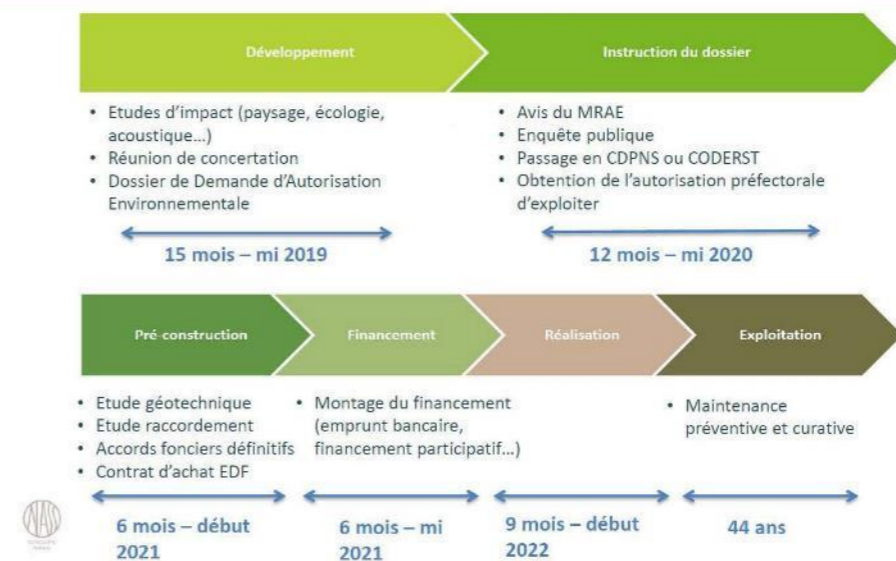 Développement
Instruction du dossier
• Etudes d'impact (paysage, écologie,
acoustique…)
• Réunion de concertation
• Dossier de Demande d'Autorisation
Environnementale
• Avis du MRAE
• Enquête publique
• Passage en CDPNS ou CODERST
• Obtention de l'autorisation préfectorale
d'exploiter
15 mois – mi 2019
12 mois – mi 2020
Pré-construction
Financement
Réalisation
Exploitation
• Etude géotechnique
• Etude raccordement
• Accords fonciers définitifs
• Contrat d'achat EDF
• Montage du financement
(emprunt bancaire,
financement participatif…)
• Maintenance
préventive et curative
6 mois – début
2021
6 mois – mi
2021
9 mois – début
2022
44 ans